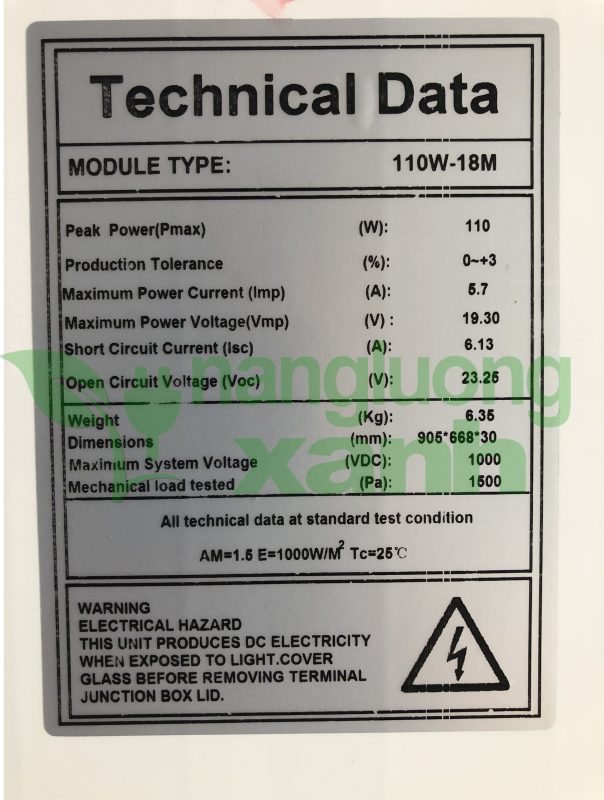 Technical Data
MODULE TYPE: 110W-18M
Peak Power(Pmax) (W): 110
Production Tolerance (%): 0~+3
Maximum Power Current (Imp) (A): 5.7
Maximum Power Voltage(Vmp) (V) : 19.30
Short Circuit Current (Isc) (A): 6.13
Open Circuit Voltage (Voc) (V): 23.25
nangluong
xanh
Weight (Kg): 6.35
Dimensions (mm): 905*668*30
Maximum System Voltage (VDC): 1000
Mechanical load tested (Pa): 1500
All technical data at standard test condition
AM=1.5 E=1000W/M² Tc=25℃
WARNING
ELECTRICAL HAZARD
THIS UNIT PRODUCES DC ELECTRICITY
WHEN EXPOSED TO LIGHT.COVER
GLASS BEFORE REMOVING TERMINAL
JUNCTION BOX LID.